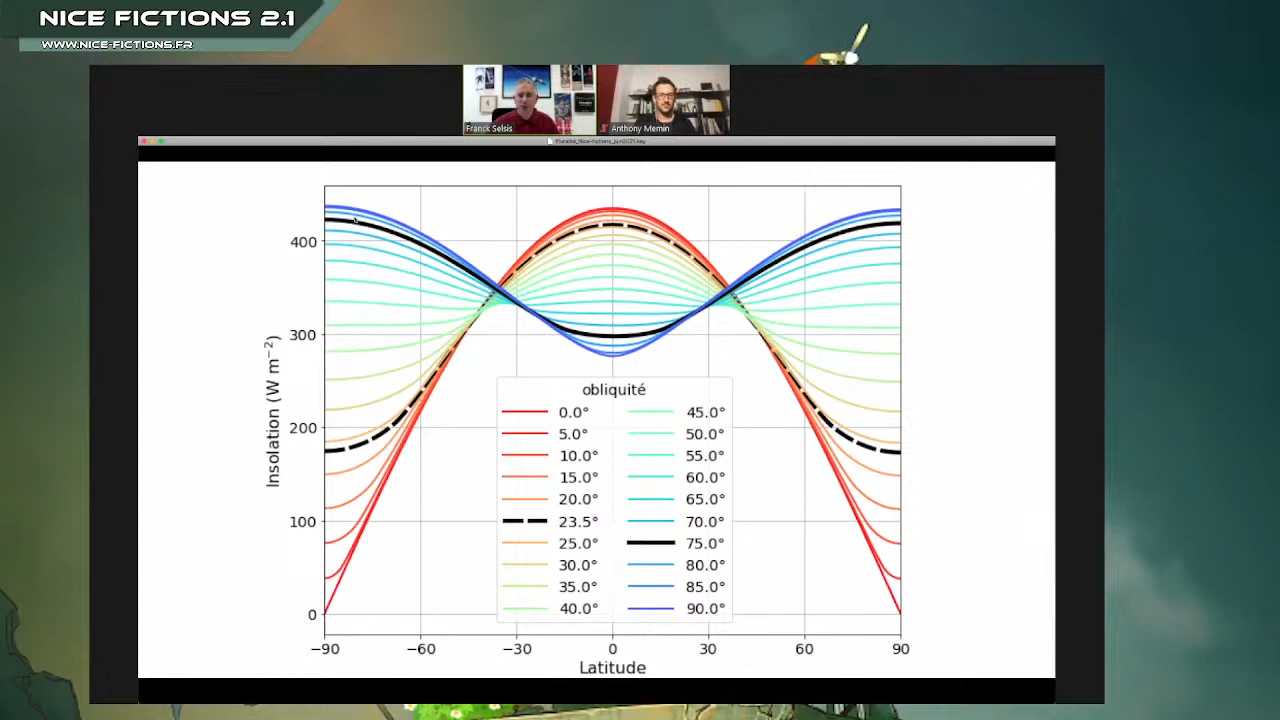 NICE FICTIONS 2.1
WWW.NICE-FICTIONS.FR
Franck Selsis
Anthony Memin
Pluralité_Nice-fictions_juin2021.key
400
300
200
100
0
Insolation (W m⁻²)
obliquité
0.0° 45.0°
5.0° 50.0°
10.0° 55.0°
15.0° 60.0°
20.0° 65.0°
23.5° 70.0°
25.0° 75.0°
30.0° 80.0°
35.0° 85.0°
40.0° 90.0°
−90 −60 −30 0 30 60 90
Latitude